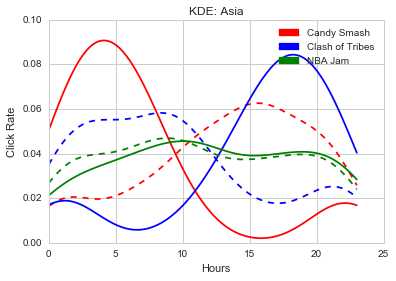 KDE: Asia
Candy Smash
Clash of Tribes
NBA Jam
Click Rate
0.10
0.08
0.06
0.04
0.02
0.00
0 5 10 15 20 25
Hours